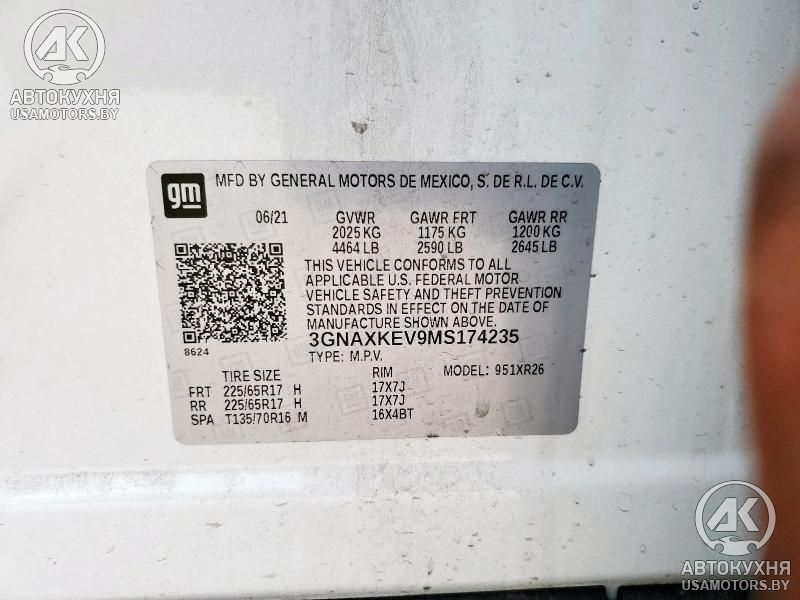 AK
АВТОКУХНЯ
USAMOTORS.BY
gm
MFD BY GENERAL MOTORS DE MEXICO, S. DE R.L. DE C.V.
06/21 GVWR GAWR FRT GAWR RR
2025 KG 1175 KG 1200 KG
4464 LB 2590 LB 2645 LB
THIS VEHICLE CONFORMS TO ALL
APPLICABLE U.S. FEDERAL MOTOR
VEHICLE SAFETY AND THEFT PREVENTION
STANDARDS IN EFFECT ON THE DATE OF
MANUFACTURE SHOWN ABOVE.
3GNAXKEV9MS174235
8624
TYPE: M.P.V.
TIRE SIZE RIM MODEL: 951XR26
FRT 225/65R17 H 17X7J
RR 225/65R17 H 17X7J
SPA T135/70R16 M 16X4BT
AK
АВТОКУХНЯ
USAMOTORS.BY